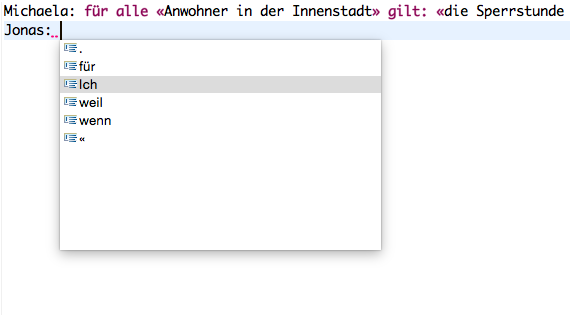 Michaela: für alle «Anwohner in der Innenstadt» gilt: «die Sperrstunde
Jonas:
.
für
Ich
weil
wenn
«